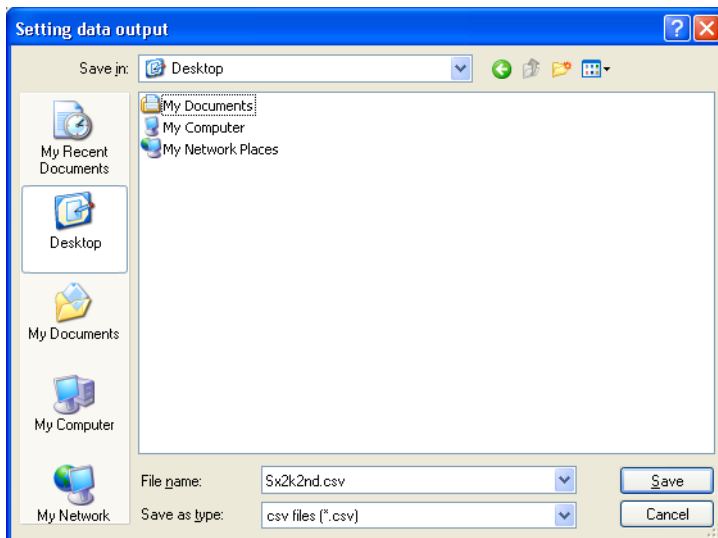 Setting data output
Save in: Desktop
My Documents
My Computer
My Network Places
My Recent
Documents
Desktop
My Documents
My Computer
My Network
File name: Sx2k2nd.csv Save
Save as type: csv files (*.csv) Cancel